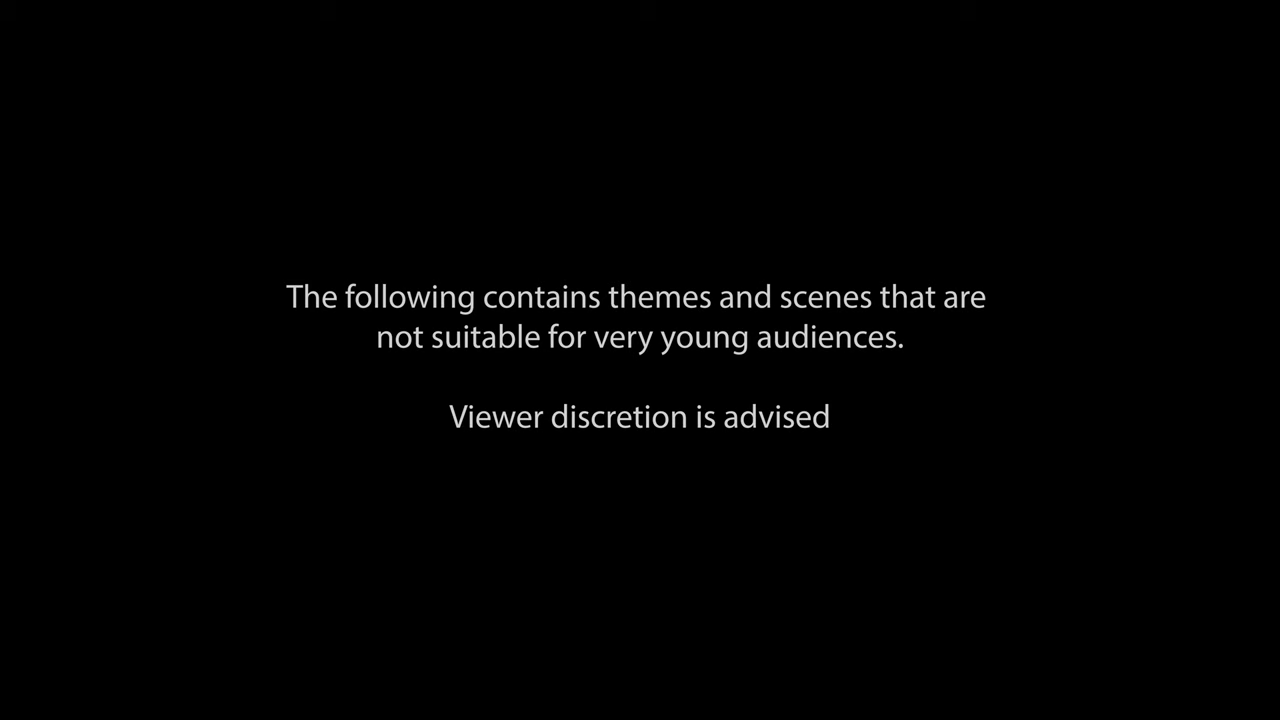 The following contains themes and scenes that are
not suitable for very young audiences.
Viewer discretion is advised